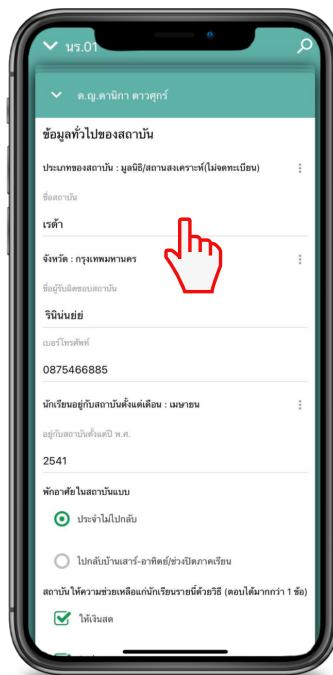 นร.01
ด.ญ.ดานิกา ดาวศุกร์
ข้อมูลทั่วไปของสถาบัน
ประเภทของสถาบัน : มูลนิธิ/สถานสงเคราะห์(ไม่จดทะเบียน)
ชื่อสถาบัน
เรต้า
จังหวัด : กรุงเทพมหานคร
ชื่อผู้รับผิดชอบสถาบัน
รินิน่นย่ย่
เบอร์โทรศัพท์
0875466885
นักเรียนอยู่กับสถาบันตั้งแต่เดือน : เมษายน
อยู่กับสถาบันตั้งแต่ปี พ.ศ.
2541
พักอาศัยในสถาบันแบบ
ประจำไม่ไปกลับ
ไปกลับบ้านเสาร์-อาทิตย์/ช่วงปิดภาคเรียน
สถาบันให้ความช่วยเหลือแก่นักเรียนรายนี้ด้วยวิธี (ตอบได้มากกว่า 1 ข้อ)
ให้เงินสด